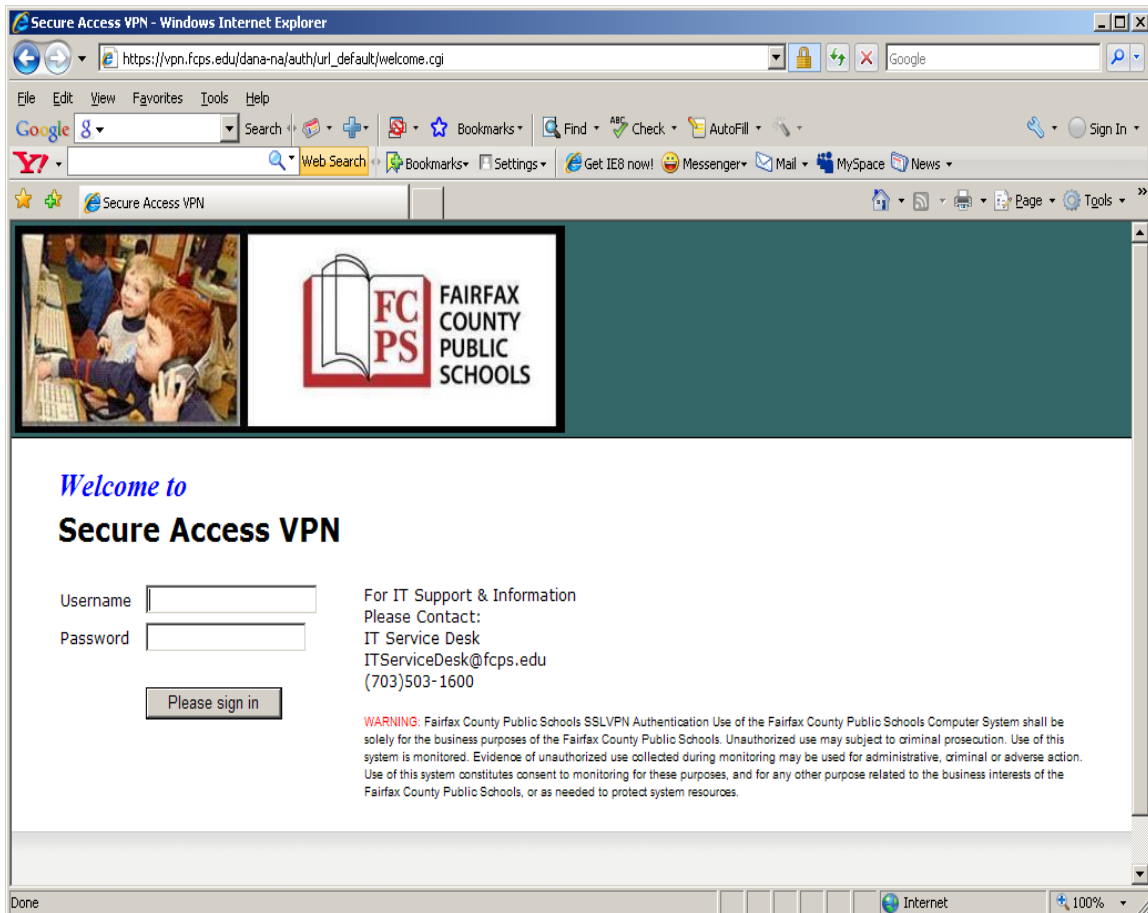 Secure Access VPN - Windows Internet Explorer
https://vpn.fcps.edu/dana-na/auth/url_default/welcome.cgi
Google
File Edit View Favorites Tools Help
Google Search Bookmarks Find ABC Check AutoFill Sign In
Y! Web Search Bookmarks Settings Get IE8 now! Messenger Mail MySpace News
Secure Access VPN Page Tools »
FC
PS
FAIRFAX
COUNTY
PUBLIC
SCHOOLS
Welcome to
Secure Access VPN
Username
Password
Please sign in
For IT Support & Information
Please Contact:
IT Service Desk
ITServiceDesk@fcps.edu
(703)503-1600
WARNING: Fairfax County Public Schools SSLVPN Authentication Use of the Fairfax County Public Schools Computer System shall be
solely for the business purposes of the Fairfax County Public Schools. Unauthorized use may subject to criminal prosecution. Use of this
system is monitored. Evidence of unauthorized use collected during monitoring may be used for administrative, criminal or adverse action.
Use of this system constitutes consent to monitoring for these purposes, and for any other purpose related to the business interests of the
Fairfax County Public Schools, or as needed to protect system resources.
Done Internet 100%